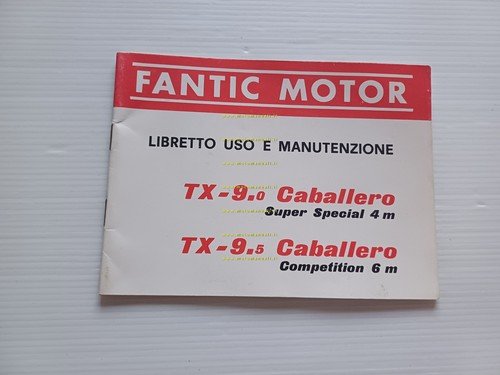 FANTIC MOTOR
LIBRETTO USO E MANUTENZIONE
TX-9.0 Caballero
Super Special 4 m
TX-9.5 Caballero
Competition 6 m